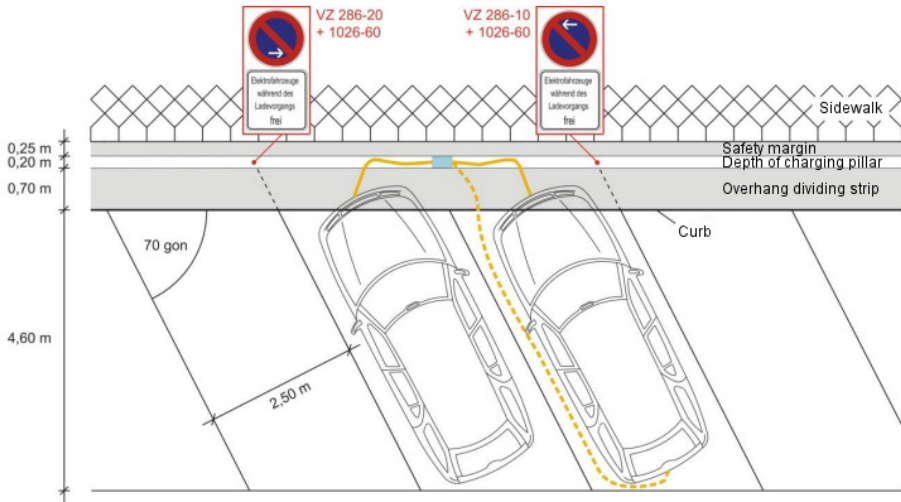 VZ 286-20
+ 1026-60
VZ 286-10
+ 1026-60
Elektrofahrzeuge
während des
Ladevorgangs
frei
Elektrofahrzeuge
während des
Ladevorgangs
frei
Sidewalk
0,25 m
Safety margin
0,20 m
Depth of charging pillar
0,70 m
Overhang dividing strip
Curb
70 gon
4,60 m
2,50 m